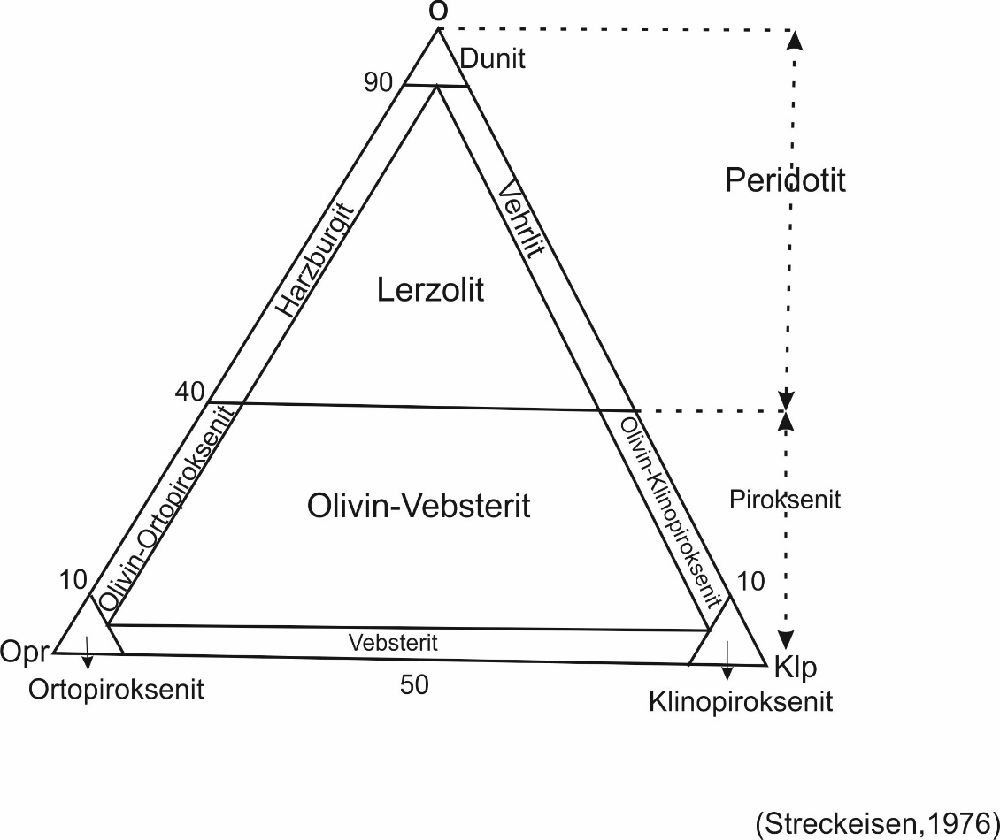 O
Dunit
90
Peridotit
Harzburgit
Vehrlit
Lerzolit
40
Olivin-Ortopiroksenit
Olivin-Klinopiroksenit
Olivin-Vebsterit
Piroksenit
10
10
Opr
Vebsterit
Klp
Ortopiroksenit
50
Klinopiroksenit
(Streckeisen,1976)